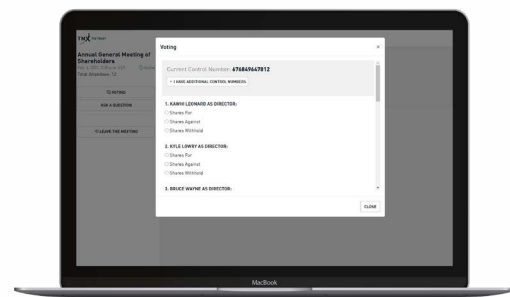 TMX
Annual General Meeting of
Shareholders
Total Attendees: 12
VOTING
ASK A QUESTION
LEAVE THE MEETING
Voting
×
Current Control Number: 676849647012
+ I HAVE ADDITIONAL CONTROL NUMBERS
1. KAWHI LEONARD AS DIRECTOR:
Shares For
Shares Against
Shares Withhold
2. KYLE LOWRY AS DIRECTOR:
Shares For
Shares Against
Shares Withhold
3. BRUCE WAYNE AS DIRECTOR:
CLOSE
MacBook